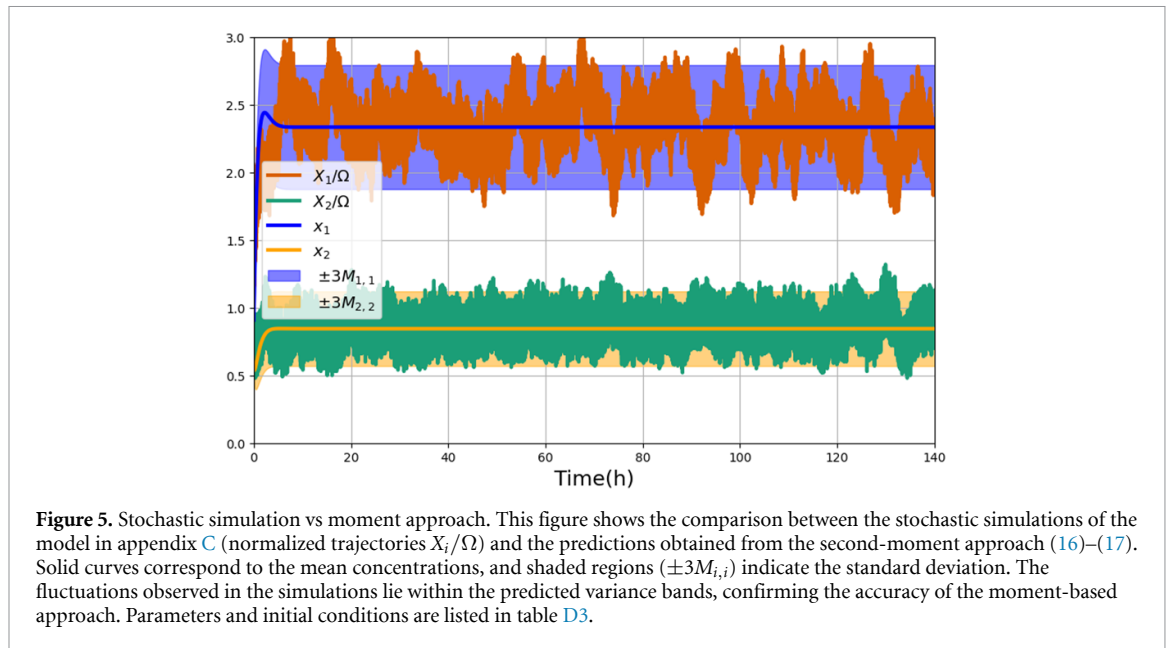 3.0
2.5
2.0
1.5
1.0
0.5
0.0
X₁/Ω
X₂/Ω
x₁
x₂
±3M₁,₁
±3M₂,₂
0 20 40 60 80 100 120 140
Time(h)
Figure 5. Stochastic simulation vs moment approach. This figure shows the comparison between the stochastic simulations of the
model in appendix C (normalized trajectories Xᵢ/Ω) and the predictions obtained from the second-moment approach (16)–(17).
Solid curves correspond to the mean concentrations, and shaded regions (±3Mᵢ,ᵢ) indicate the standard deviation. The
fluctuations observed in the simulations lie within the predicted variance bands, confirming the accuracy of the moment-based
approach. Parameters and initial conditions are listed in table D3.